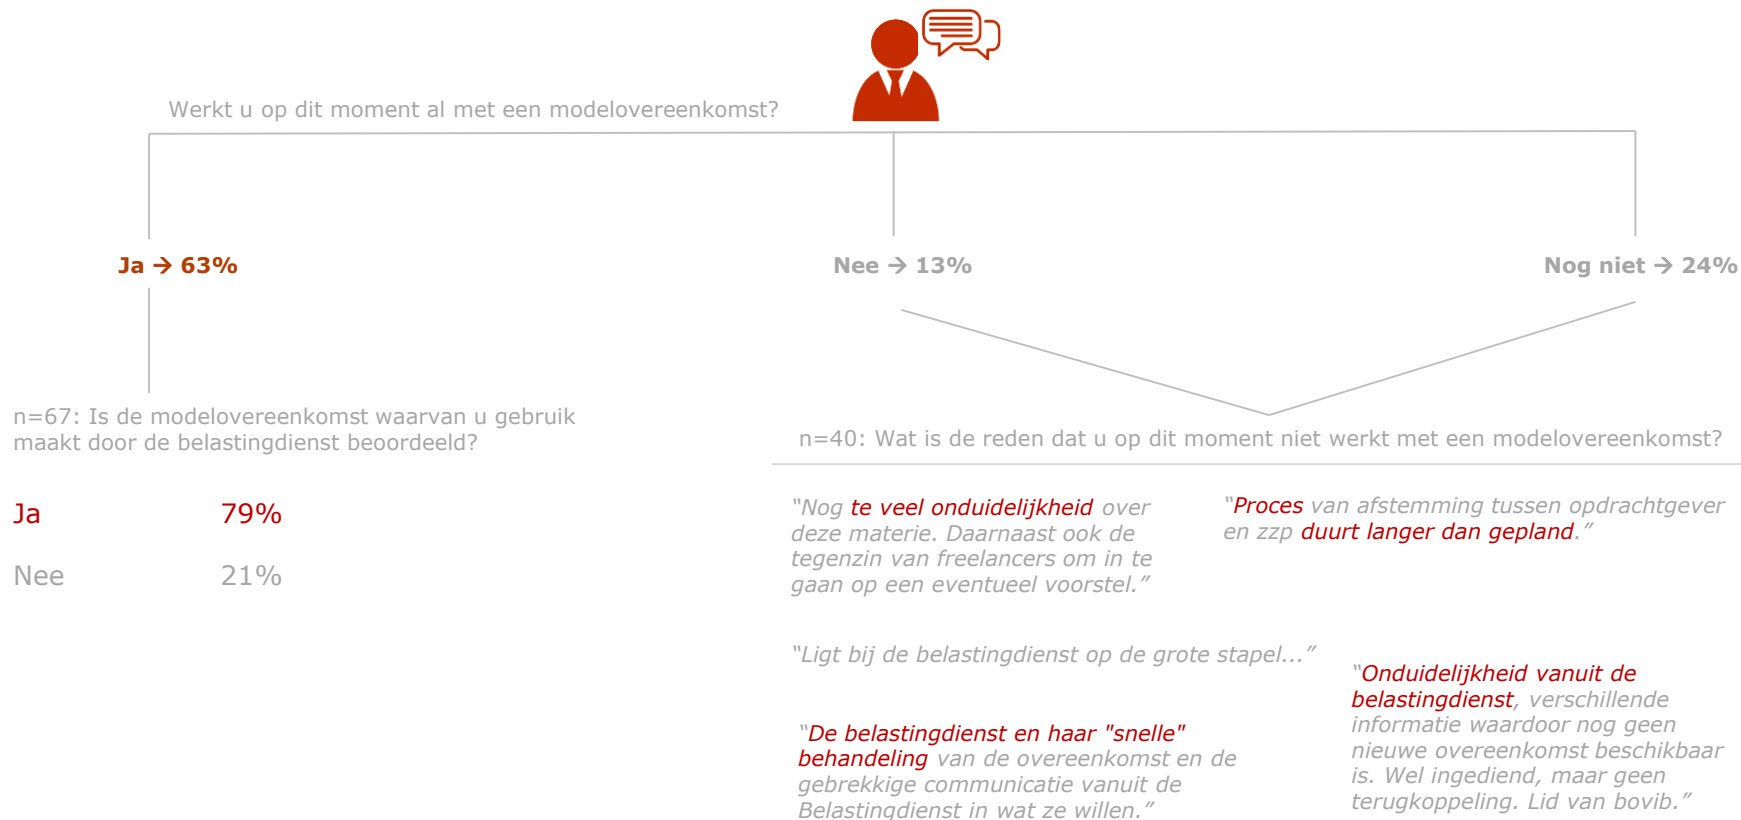 Werkt u op dit moment al met een modelovereenkomst?
Ja → 63%
Nee → 13%
Nog niet → 24%
n=67: Is de modelovereenkomst waarvan u gebruik
maakt door de belastingdienst beoordeeld?
Ja 79%
Nee 21%
n=40: Wat is de reden dat u op dit moment niet werkt met een modelovereenkomst?
“Nog te veel onduidelijkheid over
deze materie. Daarnaast ook de
tegenzin van freelancers om in te
gaan op een eventueel voorstel.”
“Proces van afstemming tussen opdrachtgever
en zzp duurt langer dan gepland.”
“Ligt bij de belastingdienst op de grote stapel...”
“De belastingdienst en haar "snelle"
behandeling van de overeenkomst en de
gebrekkige communicatie vanuit de
Belastingdienst in wat ze willen.”
“Onduidelijkheid vanuit de
belastingdienst, verschillende
informatie waardoor nog geen
nieuwe overeenkomst beschikbaar
is. Wel ingediend, maar geen
terugkoppeling. Lid van bovib.”